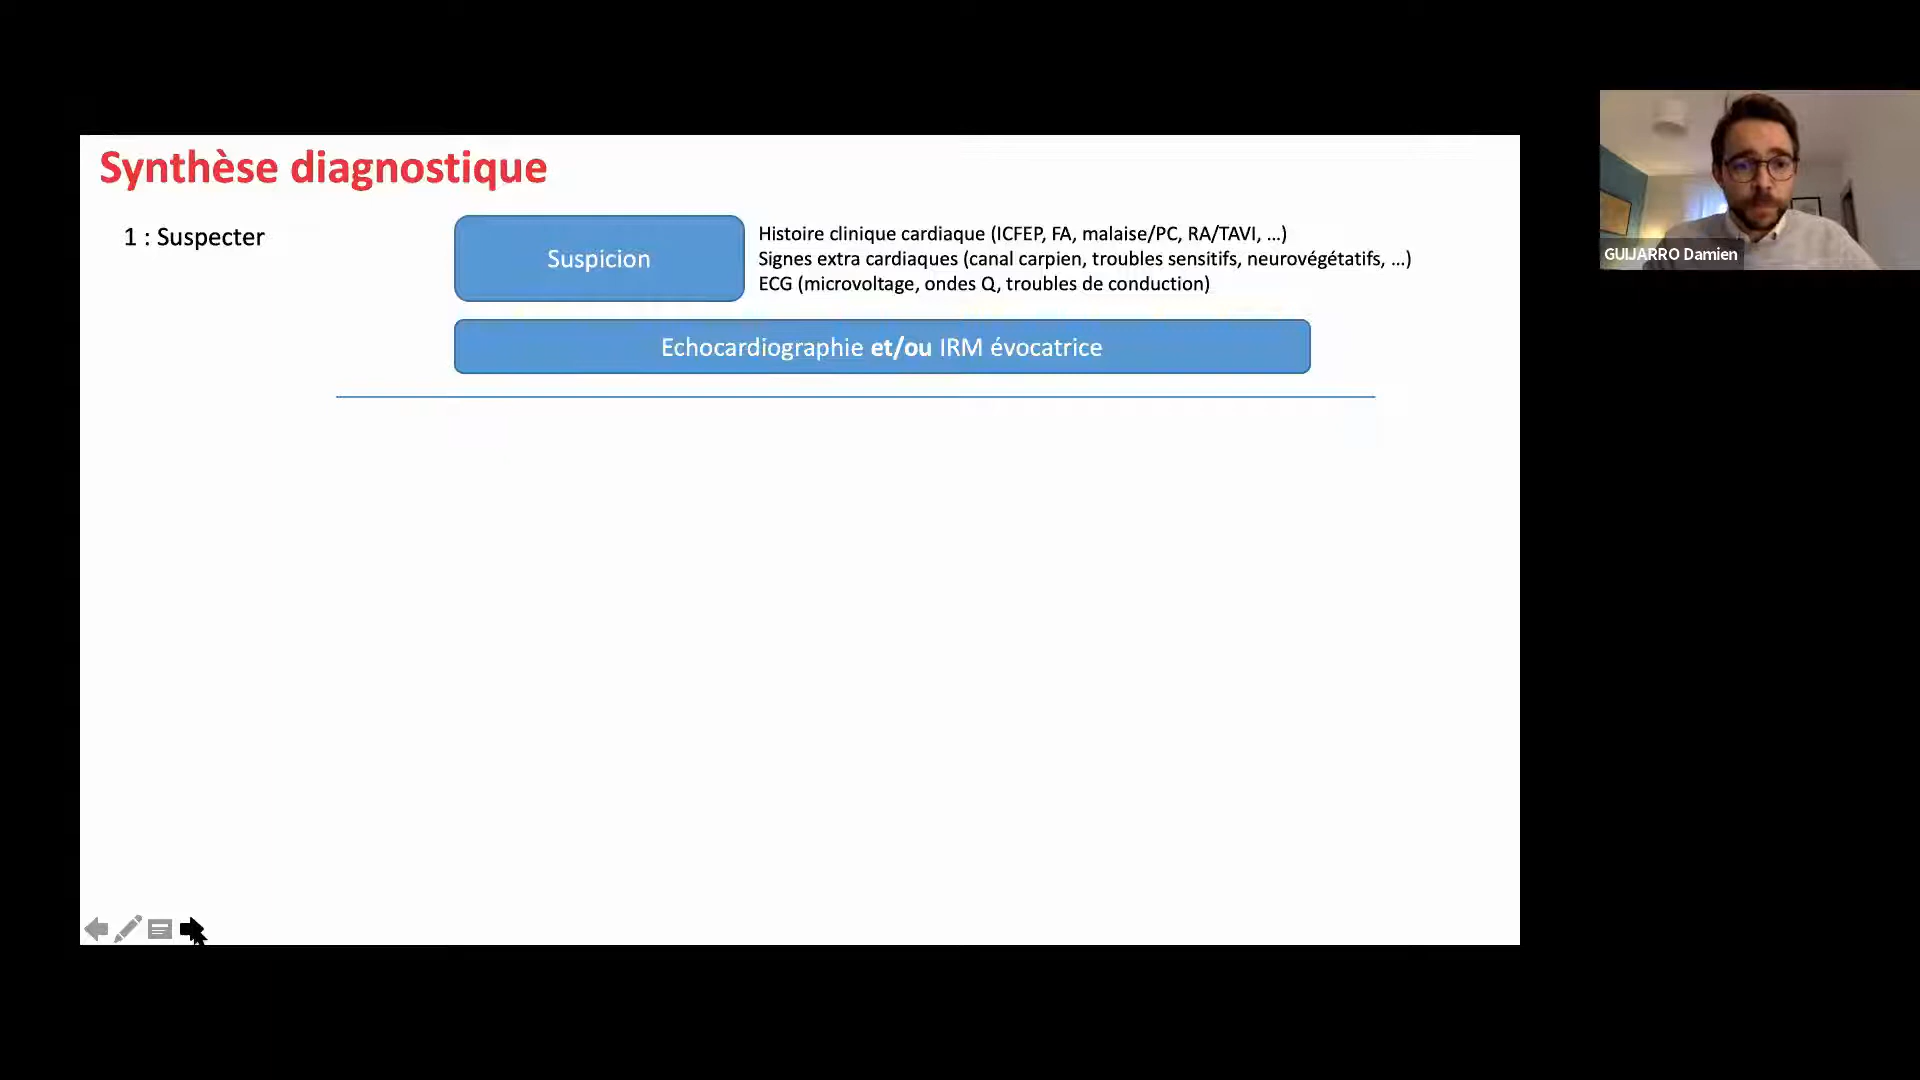 Synthèse diagnostique
1 : Suspecter
Suspicion
Histoire clinique cardiaque (ICFEP, FA, malaise/PC, RA/TAVI, ...)
Signes extra cardiaques (canal carpien, troubles sensitifs, neurovégétatifs, ...)
ECG (microvoltage, ondes Q, troubles de conduction)
Echocardiographie et/ou IRM évocatrice
GUIJARRO Damien